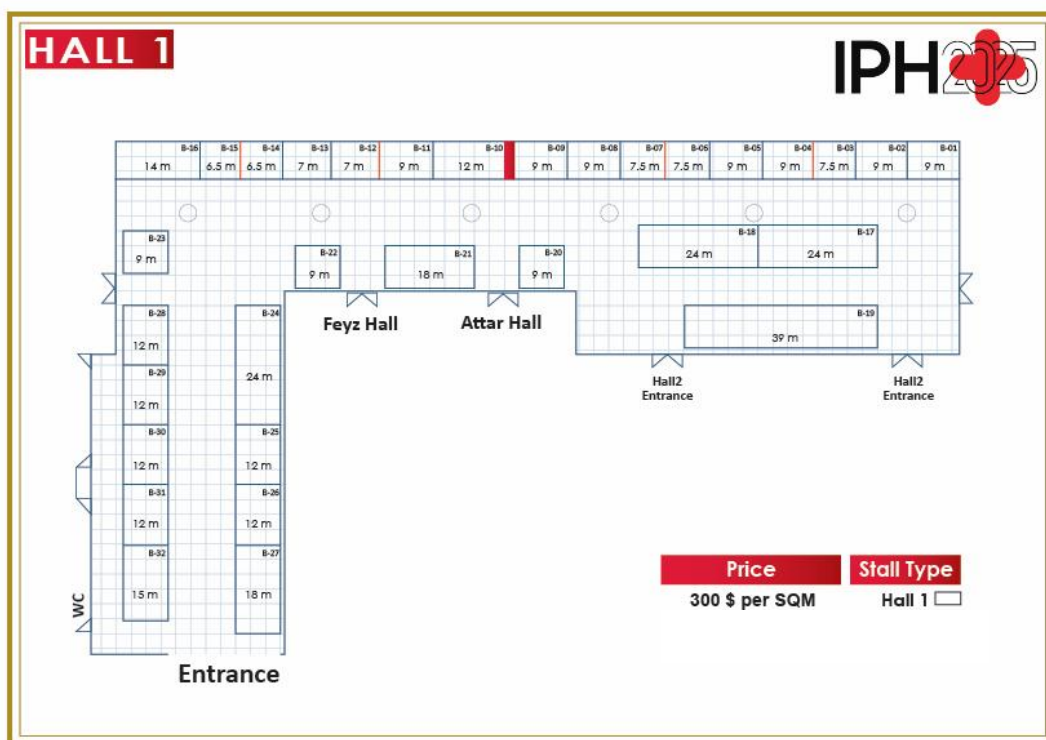 HALL 1
IPH2025
B-16 B-15 B-14 B-13 B-12 B-11 B-10 B-09 B-08 B-07 B-06 B-05 B-04 B-03 B-02 B-01
14 m 6.5 m 6.5 m 7 m 7 m 9 m 12 m 9 m 9 m 7.5 m 7.5 m 9 m 9 m 7.5 m 9 m 9 m
B-18 B-17
24 m 24 m
B-23
9 m
B-22 B-21 B-20
9 m 18 m 9 m
B-19
39 m
Feyz Hall Attar Hall
Hall2
Entrance
Hall2
Entrance
B-28 B-24
12 m
B-29
24 m
12 m
B-30 B-25
12 m 12 m
B-31 B-26
12 m 12 m
B-32 B-27
15 m 18 m
WC
Entrance
Price Stall Type
300 $ per SQM Hall 1